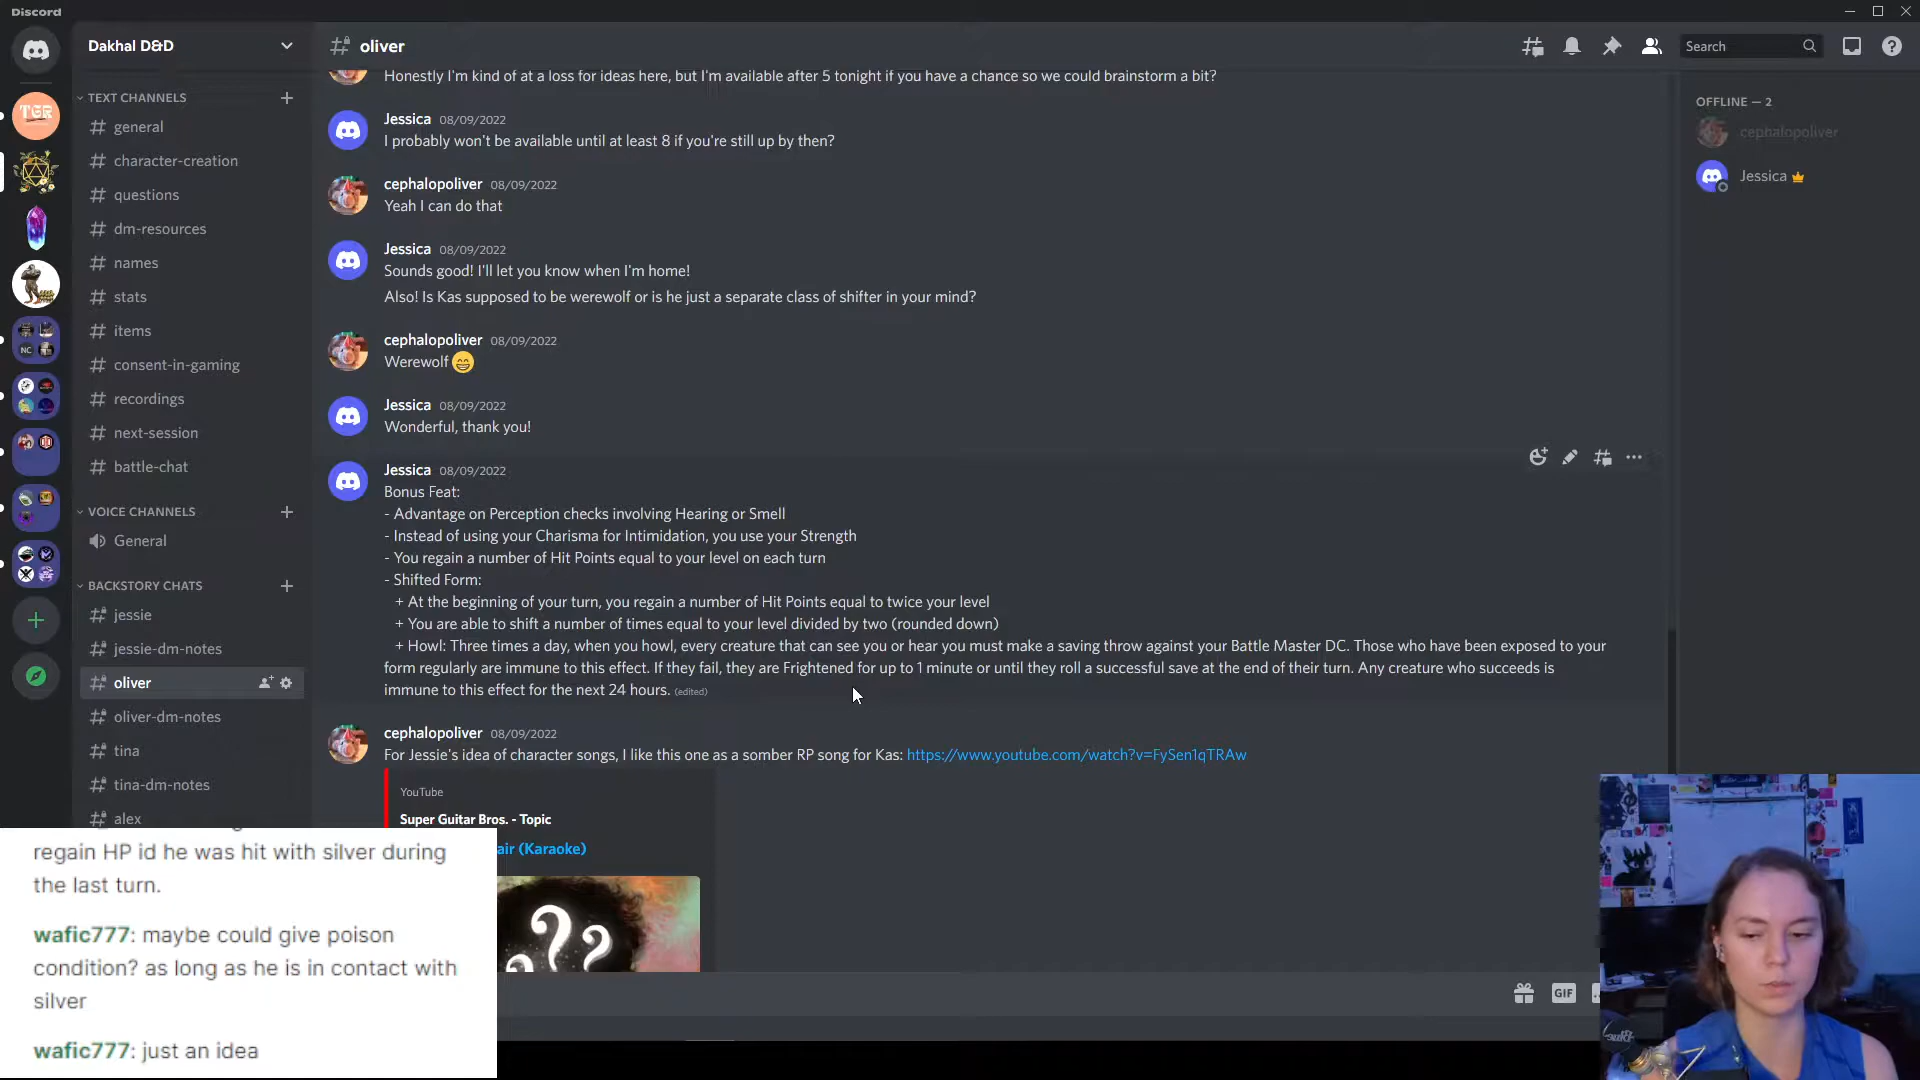 Discord
Dakhal D&D
oliver
Search
TEXT CHANNELS
general
character-creation
questions
dm-resources
names
stats
items
consent-in-gaming
recordings
next-session
battle-chat
VOICE CHANNELS
General
BACKSTORY CHATS
jessie
jessie-dm-notes
oliver
oliver-dm-notes
tina
tina-dm-notes
alex
TGR
NC
Honestly I'm kind of at a loss for ideas here, but I'm available after 5 tonight if you have a chance so we could brainstorm a bit?
Jessica 08/09/2022
I probably won't be available until at least 8 if you're still up by then?
cephalopoliver 08/09/2022
Yeah I can do that
Jessica 08/09/2022
Sounds good! I'll let you know when I'm home!
Also! Is Kas supposed to be werewolf or is he just a separate class of shifter in your mind?
cephalopoliver 08/09/2022
Werewolf 😄
Jessica 08/09/2022
Wonderful, thank you!
Jessica 08/09/2022
Bonus Feat:
- Advantage on Perception checks involving Hearing or Smell
- Instead of using your Charisma for Intimidation, you use your Strength
- You regain a number of Hit Points equal to your level on each turn
- Shifted Form:
+ At the beginning of your turn, you regain a number of Hit Points equal to twice your level
+ You are able to shift a number of times equal to your level divided by two (rounded down)
+ Howl: Three times a day, when you howl, every creature that can see you or hear you must make a saving throw against your Battle Master DC. Those who have been exposed to your
form regularly are immune to this effect. If they fail, they are Frightened for up to 1 minute or until they roll a successful save at the end of their turn. Any creature who succeeds is
immune to this effect for the next 24 hours. (edited)
cephalopoliver 08/09/2022
For Jessie's idea of character songs, I like this one as a somber RP song for Kas: https://www.youtube.com/watch?v=FySen1qTRAw
YouTube
Super Guitar Bros. - Topic
air (Karaoke)
GIF
OFFLINE — 2
cephalopoliver
Jessica
regain HP id he was hit with silver during
the last turn.
wafic777: maybe could give poison
condition? as long as he is in contact with
silver
wafic777: just an idea